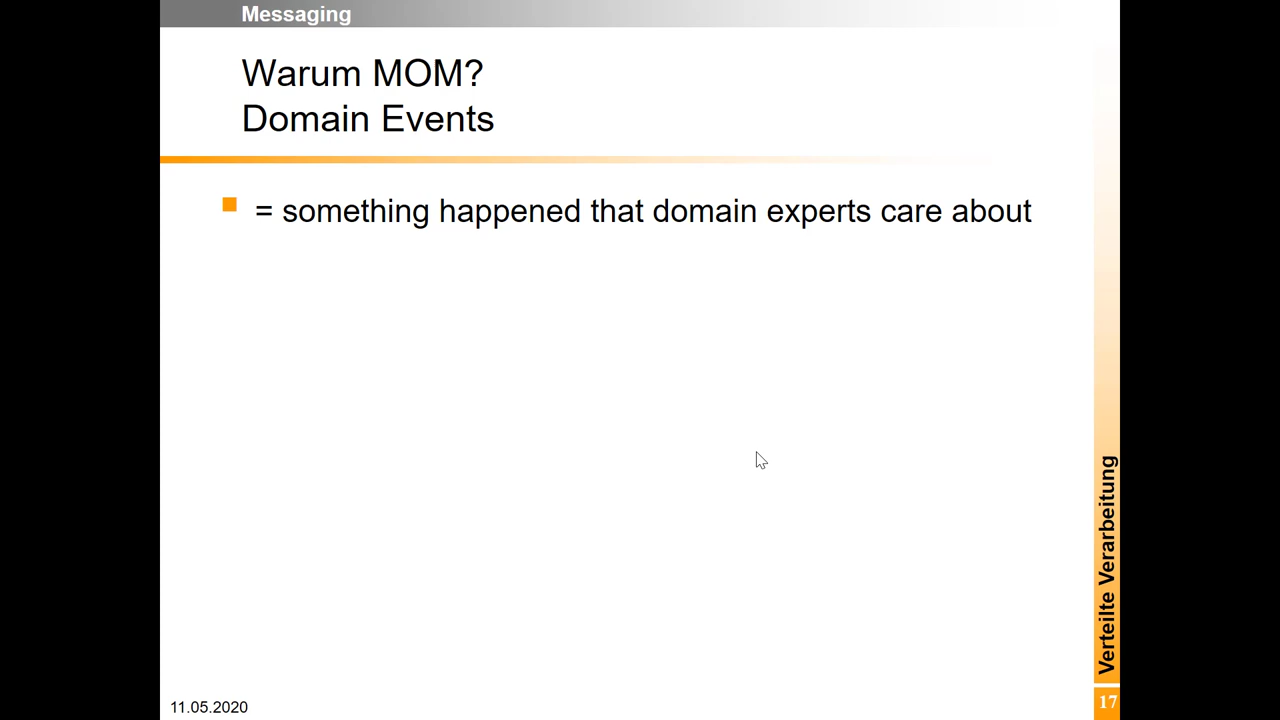 Messaging
Warum MOM?
Domain Events
= something happened that domain experts care about
Verteilte Verarbeitung
11.05.2020
17